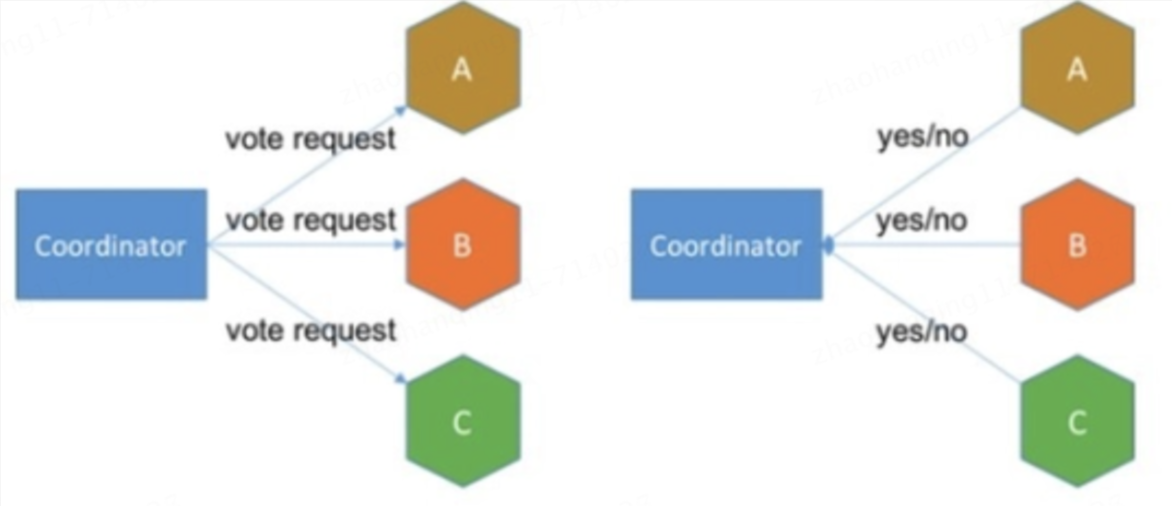 A
vote request
vote request
Coordinator
B
vote request
C
A
yes/no
yes/no
Coordinator
B
yes/no
C